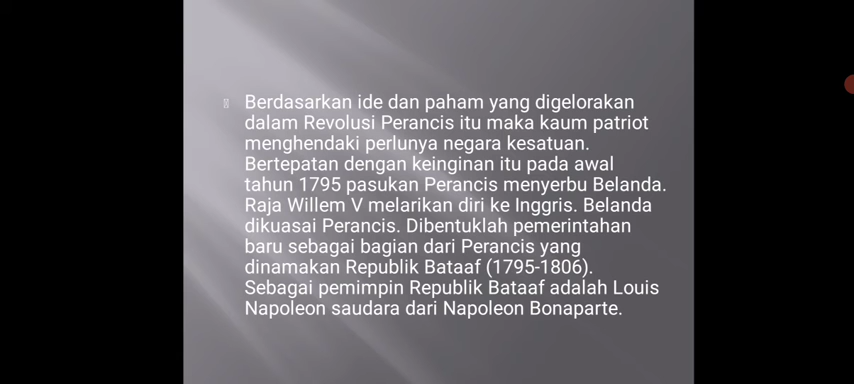 Berdasarkan ide dan paham yang digelorakan
dalam Revolusi Perancis itu maka kaum patriot
menghendaki perlunya negara kesatuan.
Bertepatan dengan keinginan itu pada awal
tahun 1795 pasukan Perancis menyerbu Belanda.
Raja Willem V melarikan diri ke Inggris. Belanda
dikuasai Perancis. Dibentuklah pemerintahan
baru sebagai bagian dari Perancis yang
dinamakan Republik Bataaf (1795-1806).
Sebagai pemimpin Republik Bataaf adalah Louis
Napoleon saudara dari Napoleon Bonaparte.